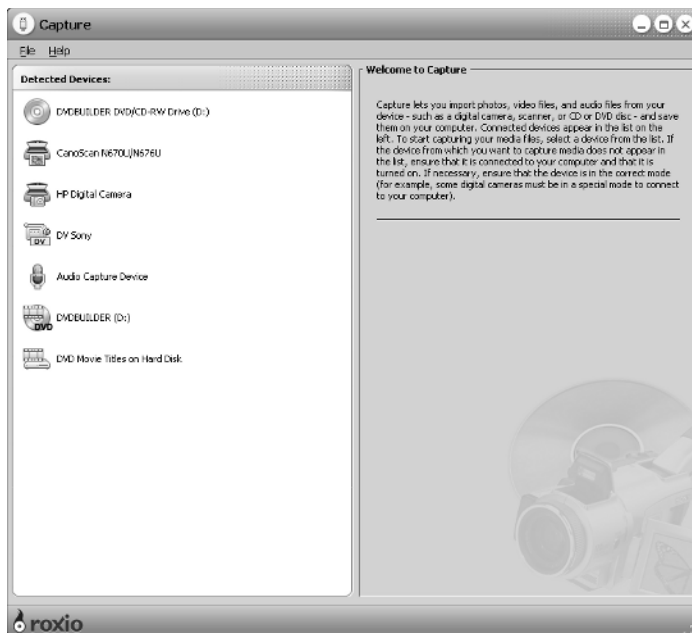 Capture
File Help
Detected Devices:
DVDBUILDER DVD/CD-RW Drive (D:)
CanoScan N670U/N676U
HP Digital Camera
DV
DV Sony
Audio Capture Device
DVD
DVDBUILDER (D:)
DVD Movie Titles on Hard Disk
Welcome to Capture
Capture lets you import photos, video files, and audio files from your
device - such as a digital camera, scanner, or CD or DVD disc - and save
them on your computer. Connected devices appear in the list on the
left. To start capturing your media files, select a device from the list. If
the device from which you want to capture media does not appear in
the list, ensure that it is connected to your computer and that it is
turned on. If necessary, ensure that the device is in the correct mode
(for example, some digital cameras must be in a special mode to connect
to your computer).
roxio